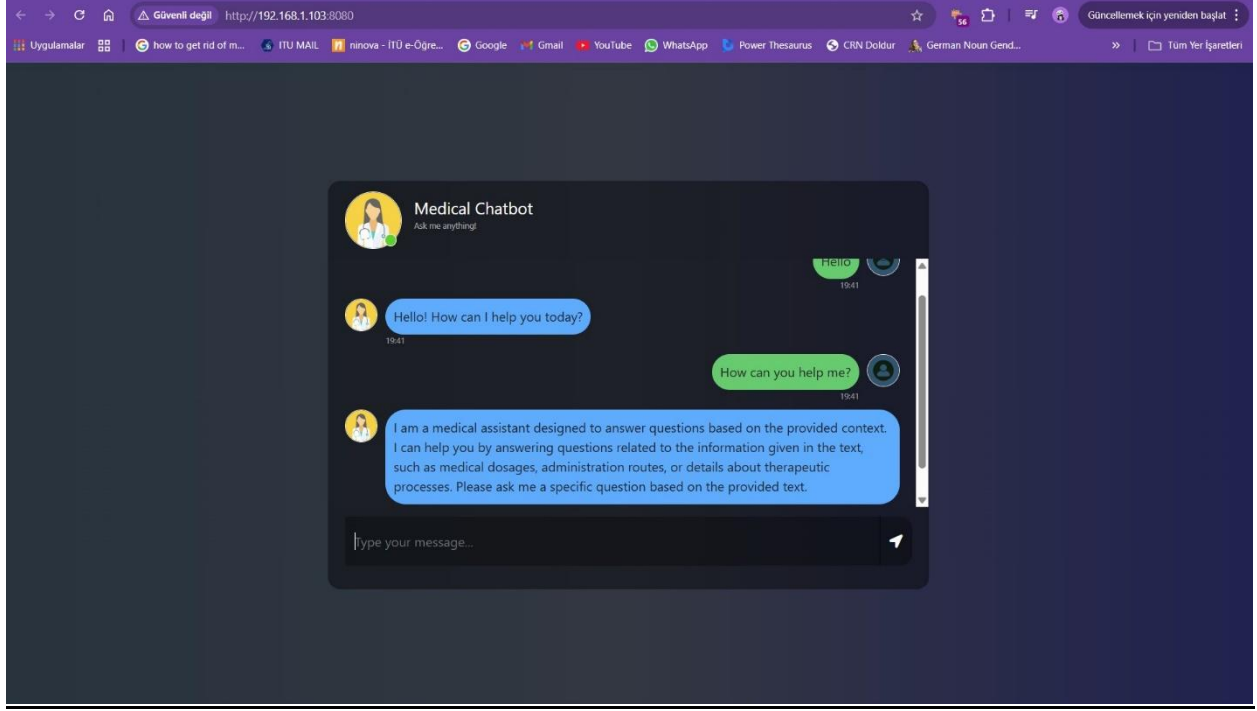 Güvenli değil http://192.168.1.103:8080
56
Güncellemek için yeniden başlat
Uygulamalar
how to get rid of m...
ITU MAIL
ninova - İTÜ e-Öğre...
Google
Gmail
YouTube
WhatsApp
Power Thesaurus
CRN Doldur
German Noun Gend...
»
Tüm Yer İşaretleri
Medical Chatbot
Ask me anything!
Hello
19:41
Hello! How can I help you today?
19:41
How can you help me?
19:41
I am a medical assistant designed to answer questions based on the provided context.
I can help you by answering questions related to the information given in the text,
such as medical dosages, administration routes, or details about therapeutic
processes. Please ask me a specific question based on the provided text.
Type your message...